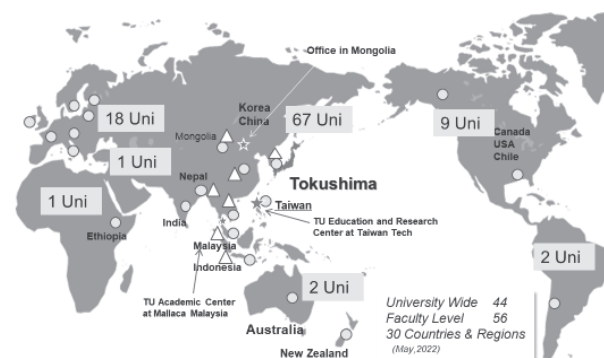 Office in Mongolia
Korea
China
18 Uni
67 Uni
9 Uni
Mongolia
Canada
USA
Chile
1 Uni
Nepal
Tokushima
1 Uni
Taiwan
India
TU Education and Research
Center at Taiwan Tech
Ethiopia
Malaysia
2 Uni
Indonesia
2 Uni
TU Academic Center
at Mallaca Malaysia
University Wide 44
Faculty Level 56
30 Countries & Regions
(May,2022)
Australia
New Zealand